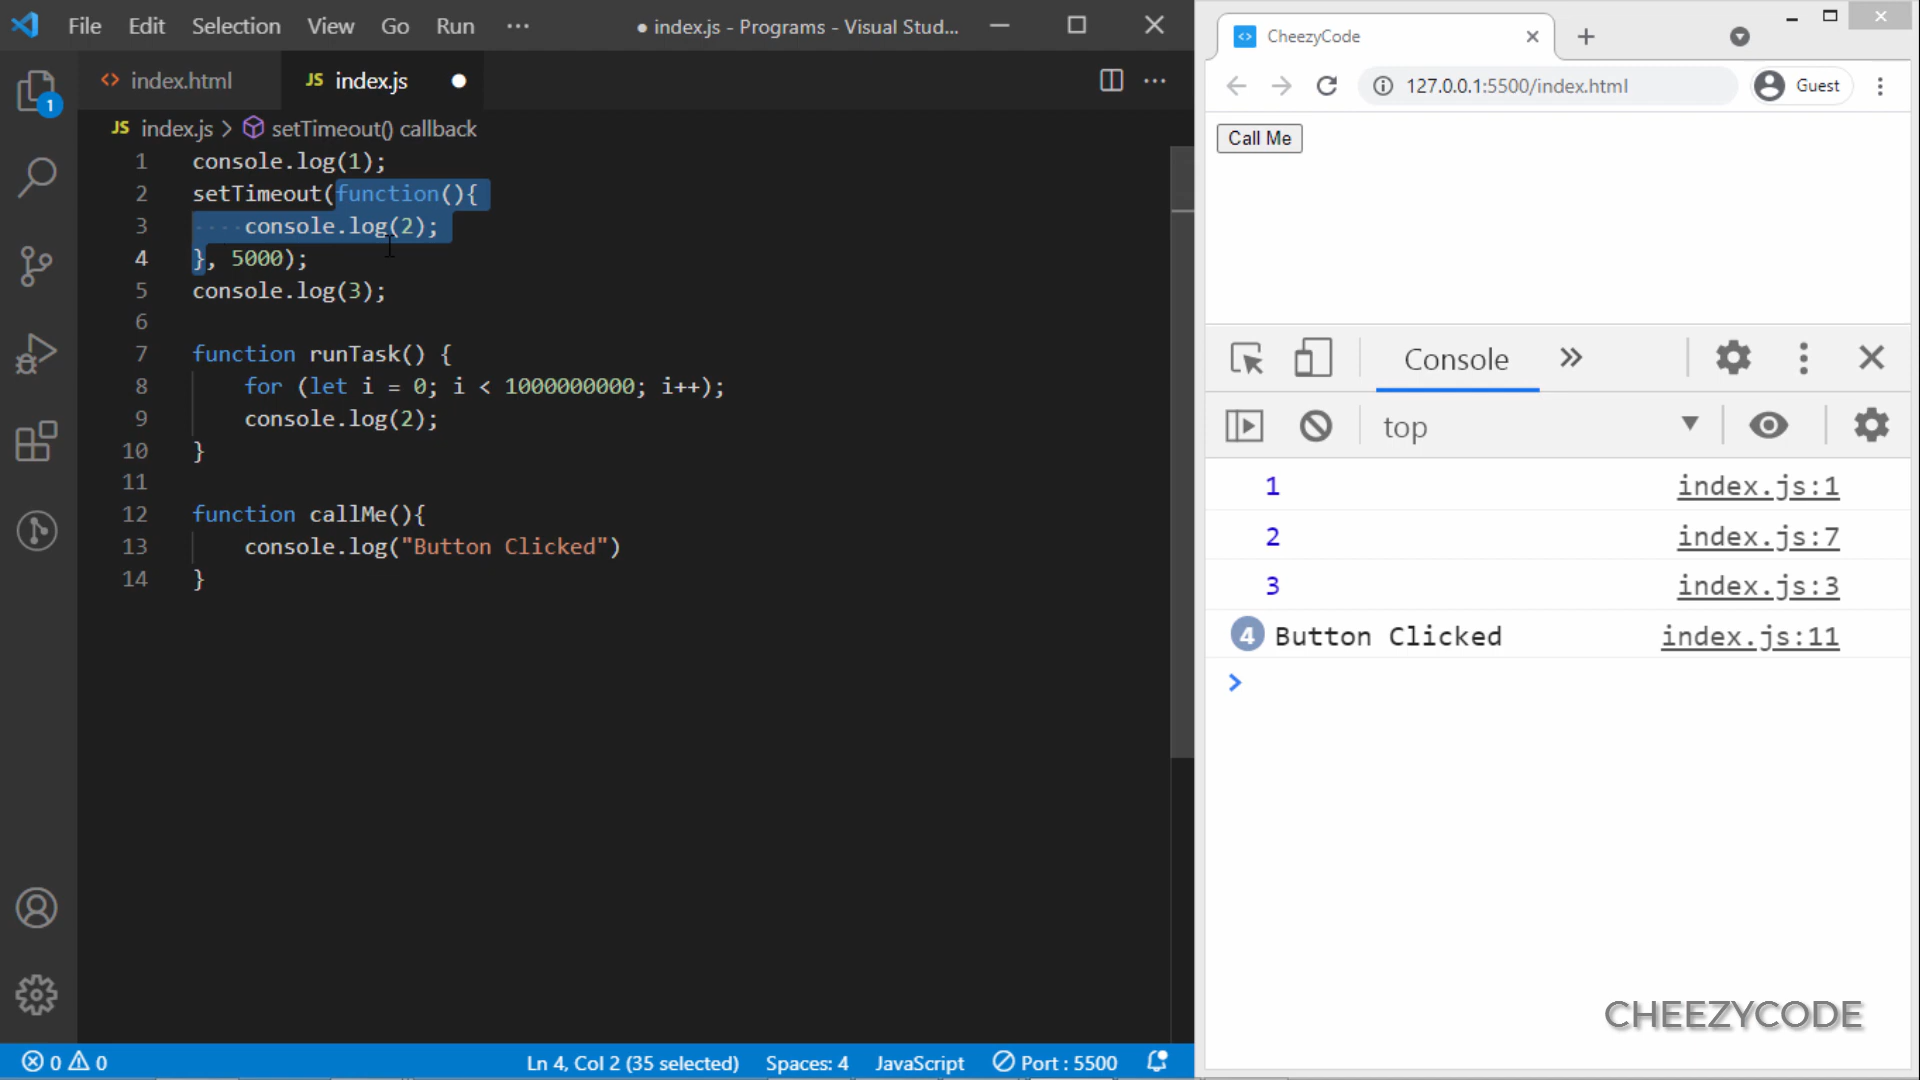 File Edit Selection View Go Run ··· ● index.js - Programs - Visual Stud...
index.html JS index.js
JS index.js > setTimeout() callback
1 console.log(1);
2 setTimeout(function(){
3 ····console.log(2);
4 }, 5000);
5 console.log(3);
6
7 function runTask() {
8 for (let i = 0; i < 1000000000; i++);
9 console.log(2);
10 }
11
12 function callMe(){
13 console.log("Button Clicked")
14 }
1
0 0 Ln 4, Col 2 (35 selected) Spaces: 4 JavaScript Port : 5500
CheezyCode
127.0.0.1:5500/index.html Guest
Call Me
Console
top
1 index.js:1
2 index.js:7
3 index.js:3
4 Button Clicked index.js:11
>
CHEEZYCODE